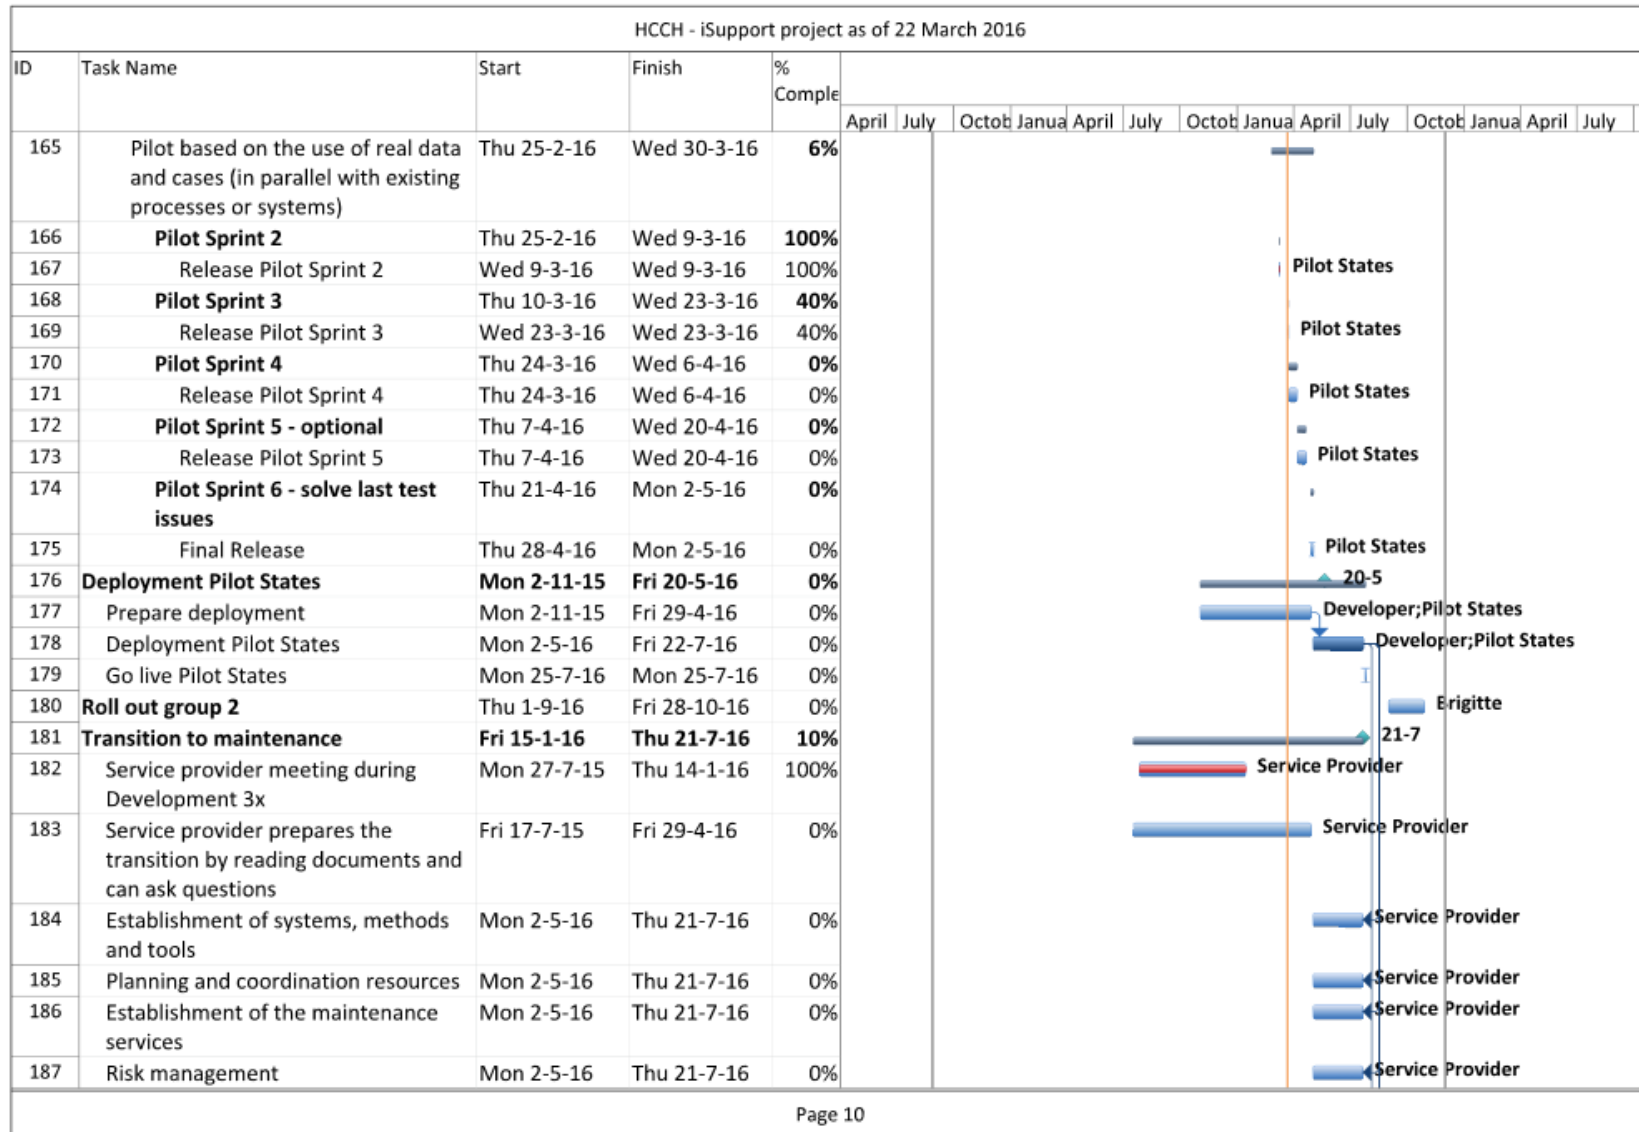 HCCH - iSupport project as of 22 March 2016
ID Task Name Start Finish %
Comple
April July Octob Janua April July Octob Janua April July Octob Janua April July
165 Pilot based on the use of real data Thu 25-2-16 Wed 30-3-16 6%
and cases (in parallel with existing
processes or systems)
166 Pilot Sprint 2 Thu 25-2-16 Wed 9-3-16 100%
167 Release Pilot Sprint 2 Wed 9-3-16 Wed 9-3-16 100% Pilot States
168 Pilot Sprint 3 Thu 10-3-16 Wed 23-3-16 40%
169 Release Pilot Sprint 3 Wed 23-3-16 Wed 23-3-16 40% Pilot States
170 Pilot Sprint 4 Thu 24-3-16 Wed 6-4-16 0%
171 Release Pilot Sprint 4 Thu 24-3-16 Wed 6-4-16 0% Pilot States
172 Pilot Sprint 5 - optional Thu 7-4-16 Wed 20-4-16 0%
173 Release Pilot Sprint 5 Thu 7-4-16 Wed 20-4-16 0% Pilot States
174 Pilot Sprint 6 - solve last test Thu 21-4-16 Mon 2-5-16 0%
issues
175 Final Release Thu 28-4-16 Mon 2-5-16 0% Pilot States
176 Deployment Pilot States Mon 2-11-15 Fri 20-5-16 0% 20-5
177 Prepare deployment Mon 2-11-15 Fri 29-4-16 0% Developer;Pilot States
178 Deployment Pilot States Mon 2-5-16 Fri 22-7-16 0% Developer;Pilot States
179 Go live Pilot States Mon 25-7-16 Mon 25-7-16 0%
180 Roll out group 2 Thu 1-9-16 Fri 28-10-16 0% Brigitte
181 Transition to maintenance Fri 15-1-16 Thu 21-7-16 10% 21-7
182 Service provider meeting during Mon 27-7-15 Thu 14-1-16 100% Service Provider
Development 3x
183 Service provider prepares the Fri 17-7-15 Fri 29-4-16 0% Service Provider
transition by reading documents and
can ask questions
184 Establishment of systems, methods Mon 2-5-16 Thu 21-7-16 0% Service Provider
and tools
185 Planning and coordination resources Mon 2-5-16 Thu 21-7-16 0% Service Provider
186 Establishment of the maintenance Mon 2-5-16 Thu 21-7-16 0% Service Provider
services
187 Risk management Mon 2-5-16 Thu 21-7-16 0% Service Provider
Page 10